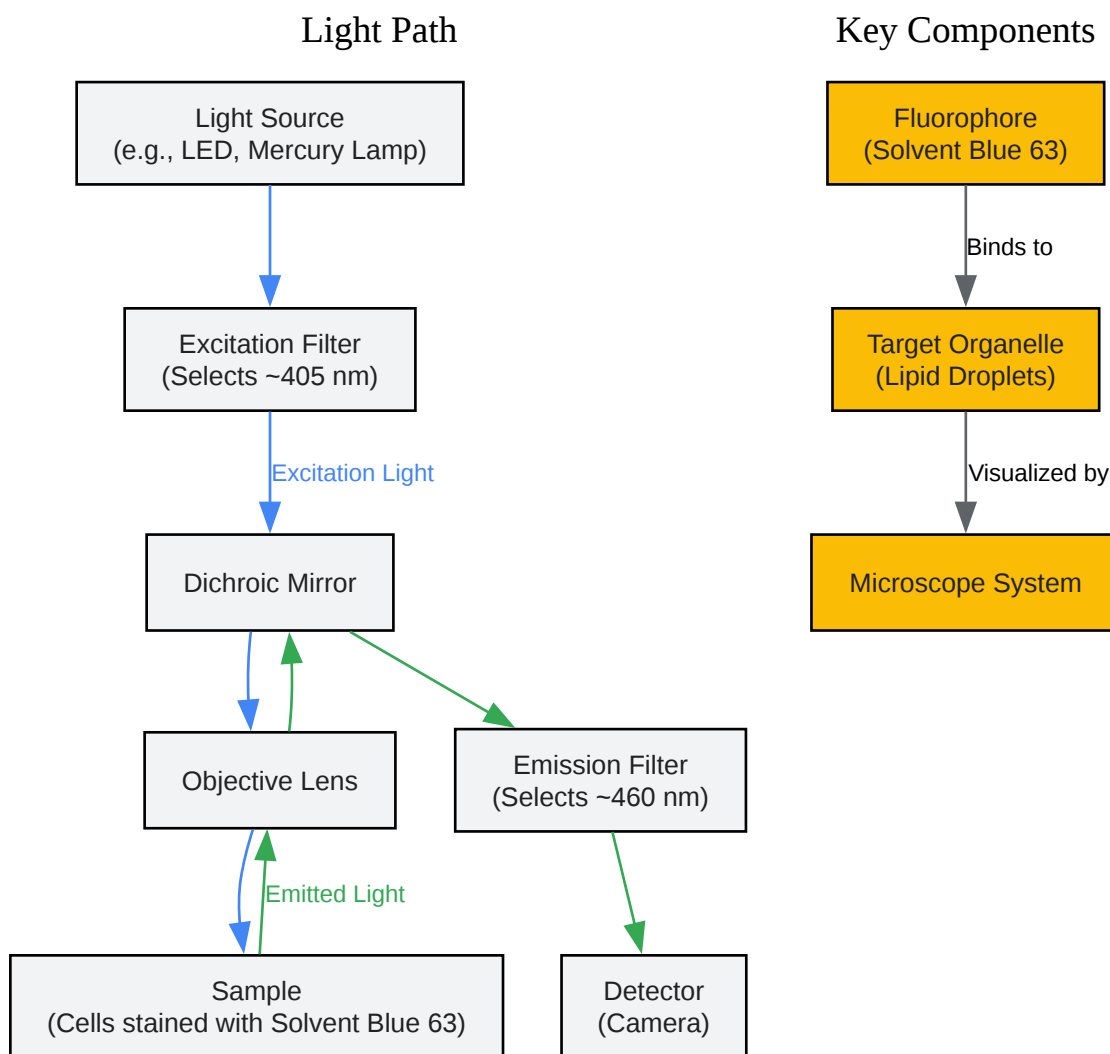 Light Path
Light Source
(e.g., LED, Mercury Lamp)
Excitation Filter
(Selects ~405 nm)
Excitation Light
Dichroic Mirror
Objective Lens
Emission Filter
(Selects ~460 nm)
Emitted Light
Sample
(Cells stained with Solvent Blue 63)
Detector
(Camera)
Key Components
Fluorophore
(Solvent Blue 63)
Binds to
Target Organelle
(Lipid Droplets)
Visualized by
Microscope System